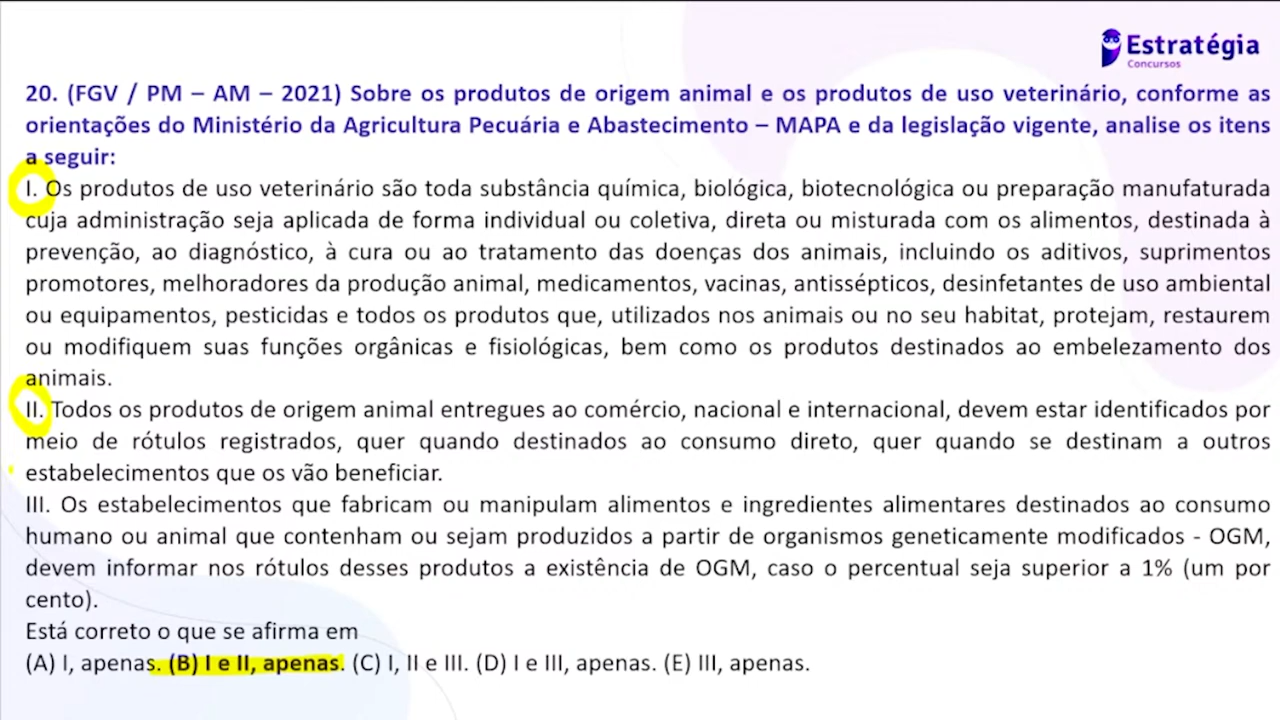 Estratégia
Concursos
20. (FGV / PM – AM – 2021) Sobre os produtos de origem animal e os produtos de uso veterinário, conforme as
orientações do Ministério da Agricultura Pecuária e Abastecimento – MAPA e da legislação vigente, analise os itens
a seguir:
I. Os produtos de uso veterinário são toda substância química, biológica, biotecnológica ou preparação manufaturada
cuja administração seja aplicada de forma individual ou coletiva, direta ou misturada com os alimentos, destinada à
prevenção, ao diagnóstico, à cura ou ao tratamento das doenças dos animais, incluindo os aditivos, suprimentos
promotores, melhoradores da produção animal, medicamentos, vacinas, antissépticos, desinfetantes de uso ambiental
ou equipamentos, pesticidas e todos os produtos que, utilizados nos animais ou no seu habitat, protejam, restaurem
ou modifiquem suas funções orgânicas e fisiológicas, bem como os produtos destinados ao embelezamento dos
animais.
II. Todos os produtos de origem animal entregues ao comércio, nacional e internacional, devem estar identificados por
meio de rótulos registrados, quer quando destinados ao consumo direto, quer quando se destinam a outros
estabelecimentos que os vão beneficiar.
III. Os estabelecimentos que fabricam ou manipulam alimentos e ingredientes alimentares destinados ao consumo
humano ou animal que contenham ou sejam produzidos a partir de organismos geneticamente modificados - OGM,
devem informar nos rótulos desses produtos a existência de OGM, caso o percentual seja superior a 1% (um por
cento).
Está correto o que se afirma em
(A) I, apenas. (B) I e II, apenas. (C) I, II e III. (D) I e III, apenas. (E) III, apenas.